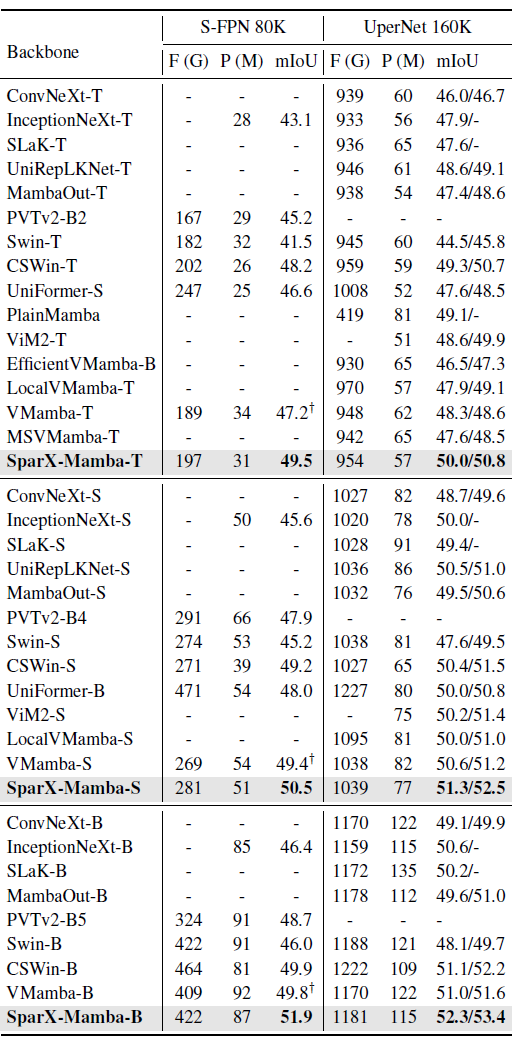 Backbone S-FPN 80K UperNet 160K
F (G) P (M) mIoU F (G) P (M) mIoU
ConvNeXt-T - - - 939 60 46.0/46.7
InceptionNeXt-T - 28 43.1 933 56 47.9/-
SLaK-T - - - 936 65 47.6/-
UniRepLKNet-T - - - 946 61 48.6/49.1
MambaOut-T - - - 938 54 47.4/48.6
PVTv2-B2 167 29 45.2 - - -
Swin-T 182 32 41.5 945 60 44.5/45.8
CSWin-T 202 26 48.2 959 59 49.3/50.7
UniFormer-S 247 25 46.6 1008 52 47.6/48.5
PlainMamba - - - 419 81 49.1/-
ViM2-T - - - - 51 48.6/49.9
EfficientVMamba-B - - - 930 65 46.5/47.3
LocalVMamba-T - - - 970 57 47.9/49.1
VMamba-T 189 34 47.2† 948 62 48.3/48.6
MSVMamba-T - - - 942 65 47.6/48.5
SparX-Mamba-T 197 31 49.5 954 57 50.0/50.8
ConvNeXt-S - - - 1027 82 48.7/49.6
InceptionNeXt-S - 50 45.6 1020 78 50.0/-
SLaK-S - - - 1028 91 49.4/-
UniRepLKNet-S - - - 1036 86 50.5/51.0
MambaOut-S - - - 1032 76 49.5/50.6
PVTv2-B4 291 66 47.9 - - -
Swin-S 274 53 45.2 1038 81 47.6/49.5
CSWin-S 271 39 49.2 1027 65 50.4/51.5
UniFormer-B 471 54 48.0 1227 80 50.0/50.8
ViM2-S - - - - 75 50.2/51.4
LocalVMamba-S - - - 1095 81 50.0/51.0
VMamba-S 269 54 49.4† 1038 82 50.6/51.2
SparX-Mamba-S 281 51 50.5 1039 77 51.3/52.5
ConvNeXt-B - - - 1170 122 49.1/49.9
InceptionNeXt-B - 85 46.4 1159 115 50.6/-
SLaK-B - - - 1172 135 50.2/-
MambaOut-B - - - 1178 112 49.6/51.0
PVTv2-B5 324 91 48.7 - - -
Swin-B 422 91 46.0 1188 121 48.1/49.7
CSWin-B 464 81 49.9 1222 109 51.1/52.2
VMamba-B 409 92 49.8† 1170 122 51.0/51.6
SparX-Mamba-B 422 87 51.9 1181 115 52.3/53.4